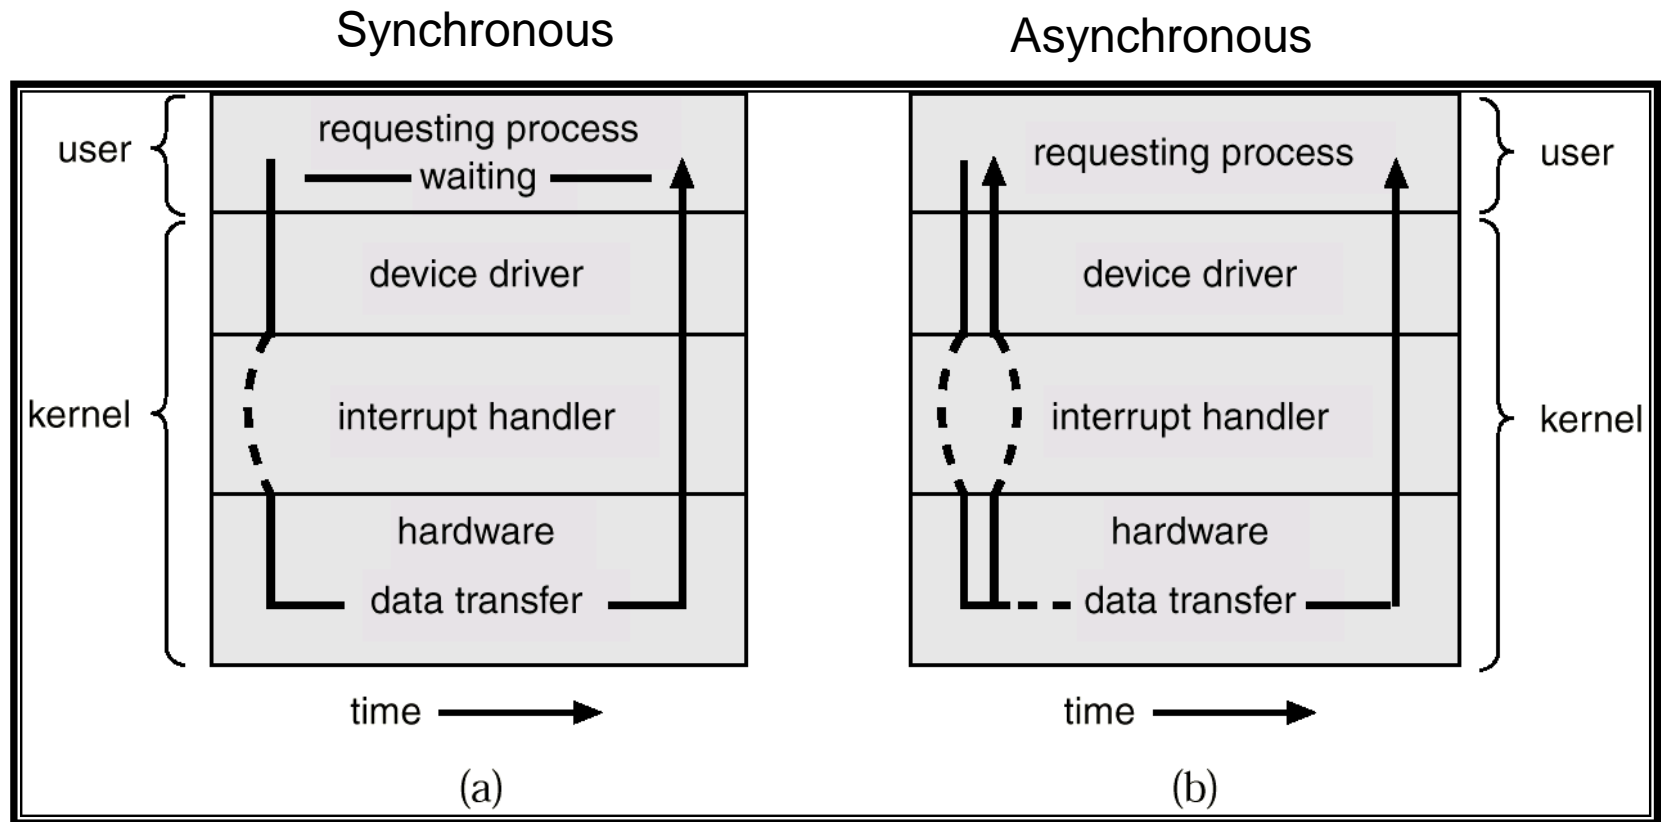 Synchronous
Asynchronous
user
requesting process
waiting
device driver
kernel
interrupt handler
hardware
data transfer
time
(a)
requesting process
user
device driver
interrupt handler
kernel
hardware
data transfer
time
(b)